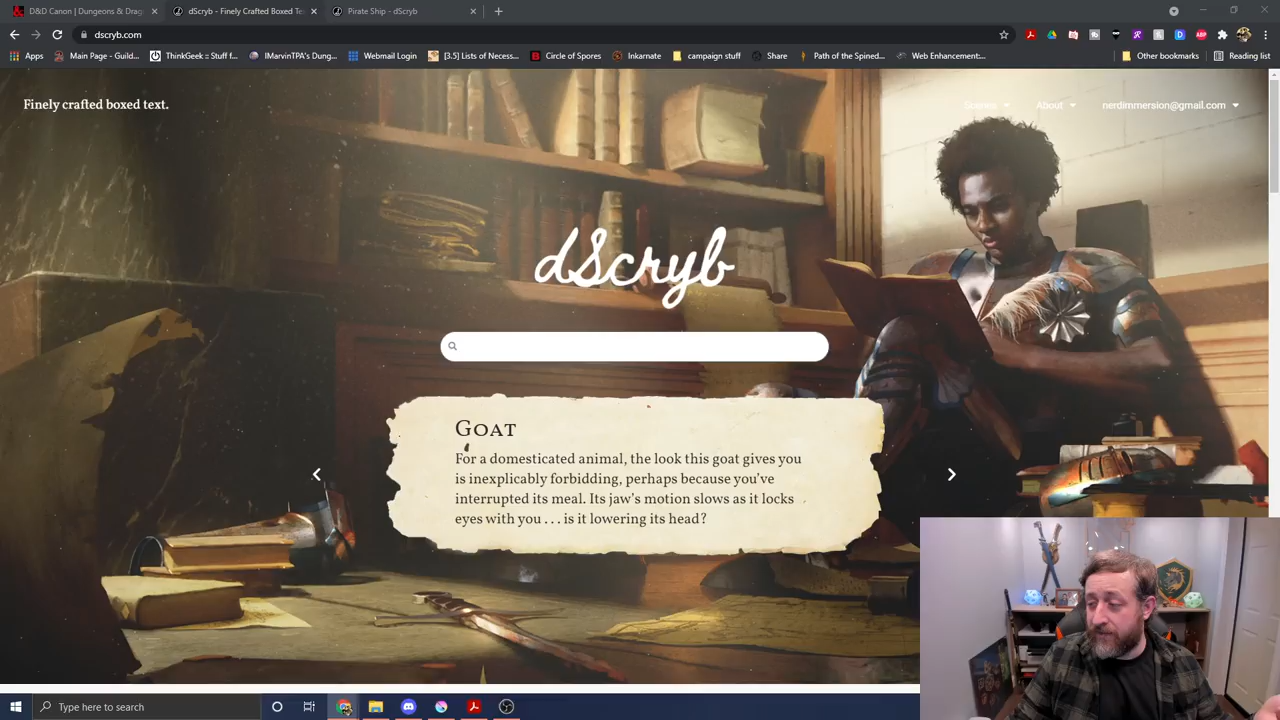 D&D Canon | Dungeons & Drag
dScryb - Finely Crafted Boxed Te
Pirate Ship - dScryb
dscryb.com
Apps
Main Page - Guild...
ThinkGeek :: Stuff f...
IMarvinTPA's Dung...
Webmail Login
[3.5] Lists of Necess...
Circle of Spores
Inkarnate
campaign stuff
Share
Path of the Spined...
Web Enhancement:...
Other bookmarks
Reading list
Finely crafted boxed text.
Scenes
About
nerdimmersion@gmail.com
dScryb
Goat
For a domesticated animal, the look this goat gives you
is inexplicably forbidding, perhaps because you've
interrupted its meal. Its jaw's motion slows as it locks
eyes with you . . . is it lowering its head?
Type here to search